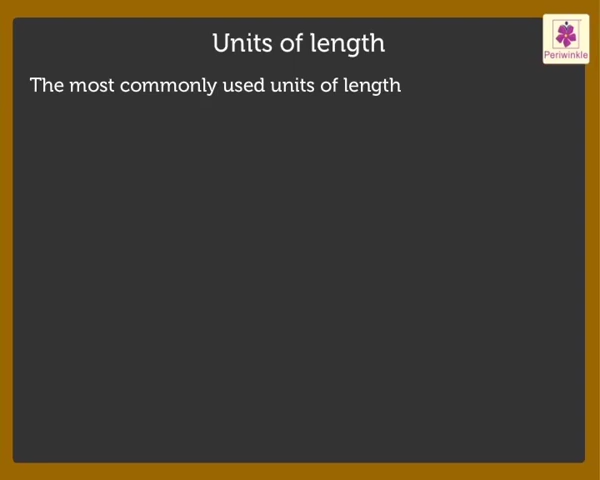 Units of length
Periwinkle
The most commonly used units of length